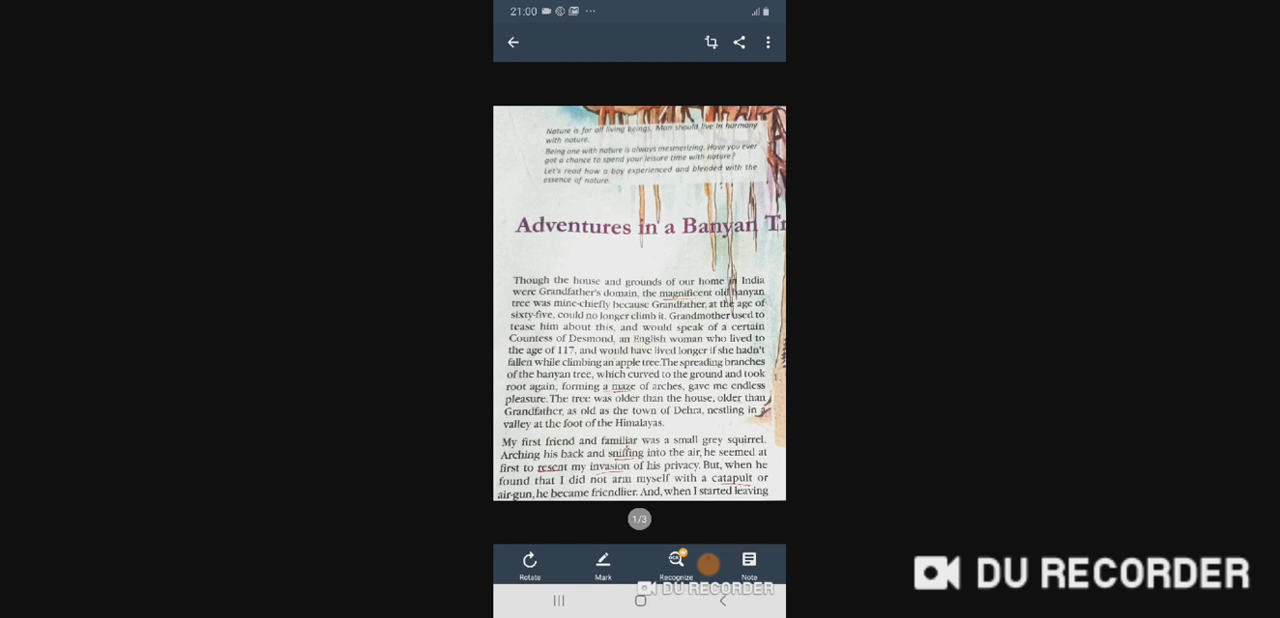 21:00
Nature is for all living beings. Man should live in harmony
with nature.
Being one with nature is always mesmerizing. Have you ever
got a chance to spend your leisure time with nature?
Let's read how a boy experienced and blended with the
essence of nature.
Adventures in a Banyan Tr
Though the house and grounds of our home in India
were Grandfather's domain, the magnificent old banyan
tree was mine-chiefly because Grandfather, at the age of
sixty-five, could no longer climb it. Grandmother used to
tease him about this, and would speak of a certain
Countess of Desmond, an English woman who lived to
the age of 117, and would have lived longer if she hadn't
fallen while climbing an apple tree.The spreading branches
of the banyan tree, which curved to the ground and took
root again, forming a maze of arches, gave me endless
pleasure. The tree was older than the house, older than
Grandfather, as old as the town of Dehra, nestling in a
valley at the foot of the Himalayas.
My first friend and familiar was a small grey squirrel.
Arching his back and sniffing into the air, he seemed at
first to resent my invasion of his privacy. But, when he
found that I did not arm myself with a catapult or
air-gun, he became friendlier. And, when I started leaving
1/3
Rotate Mark Recognize Note
DU RECORDER
DU RECORDER